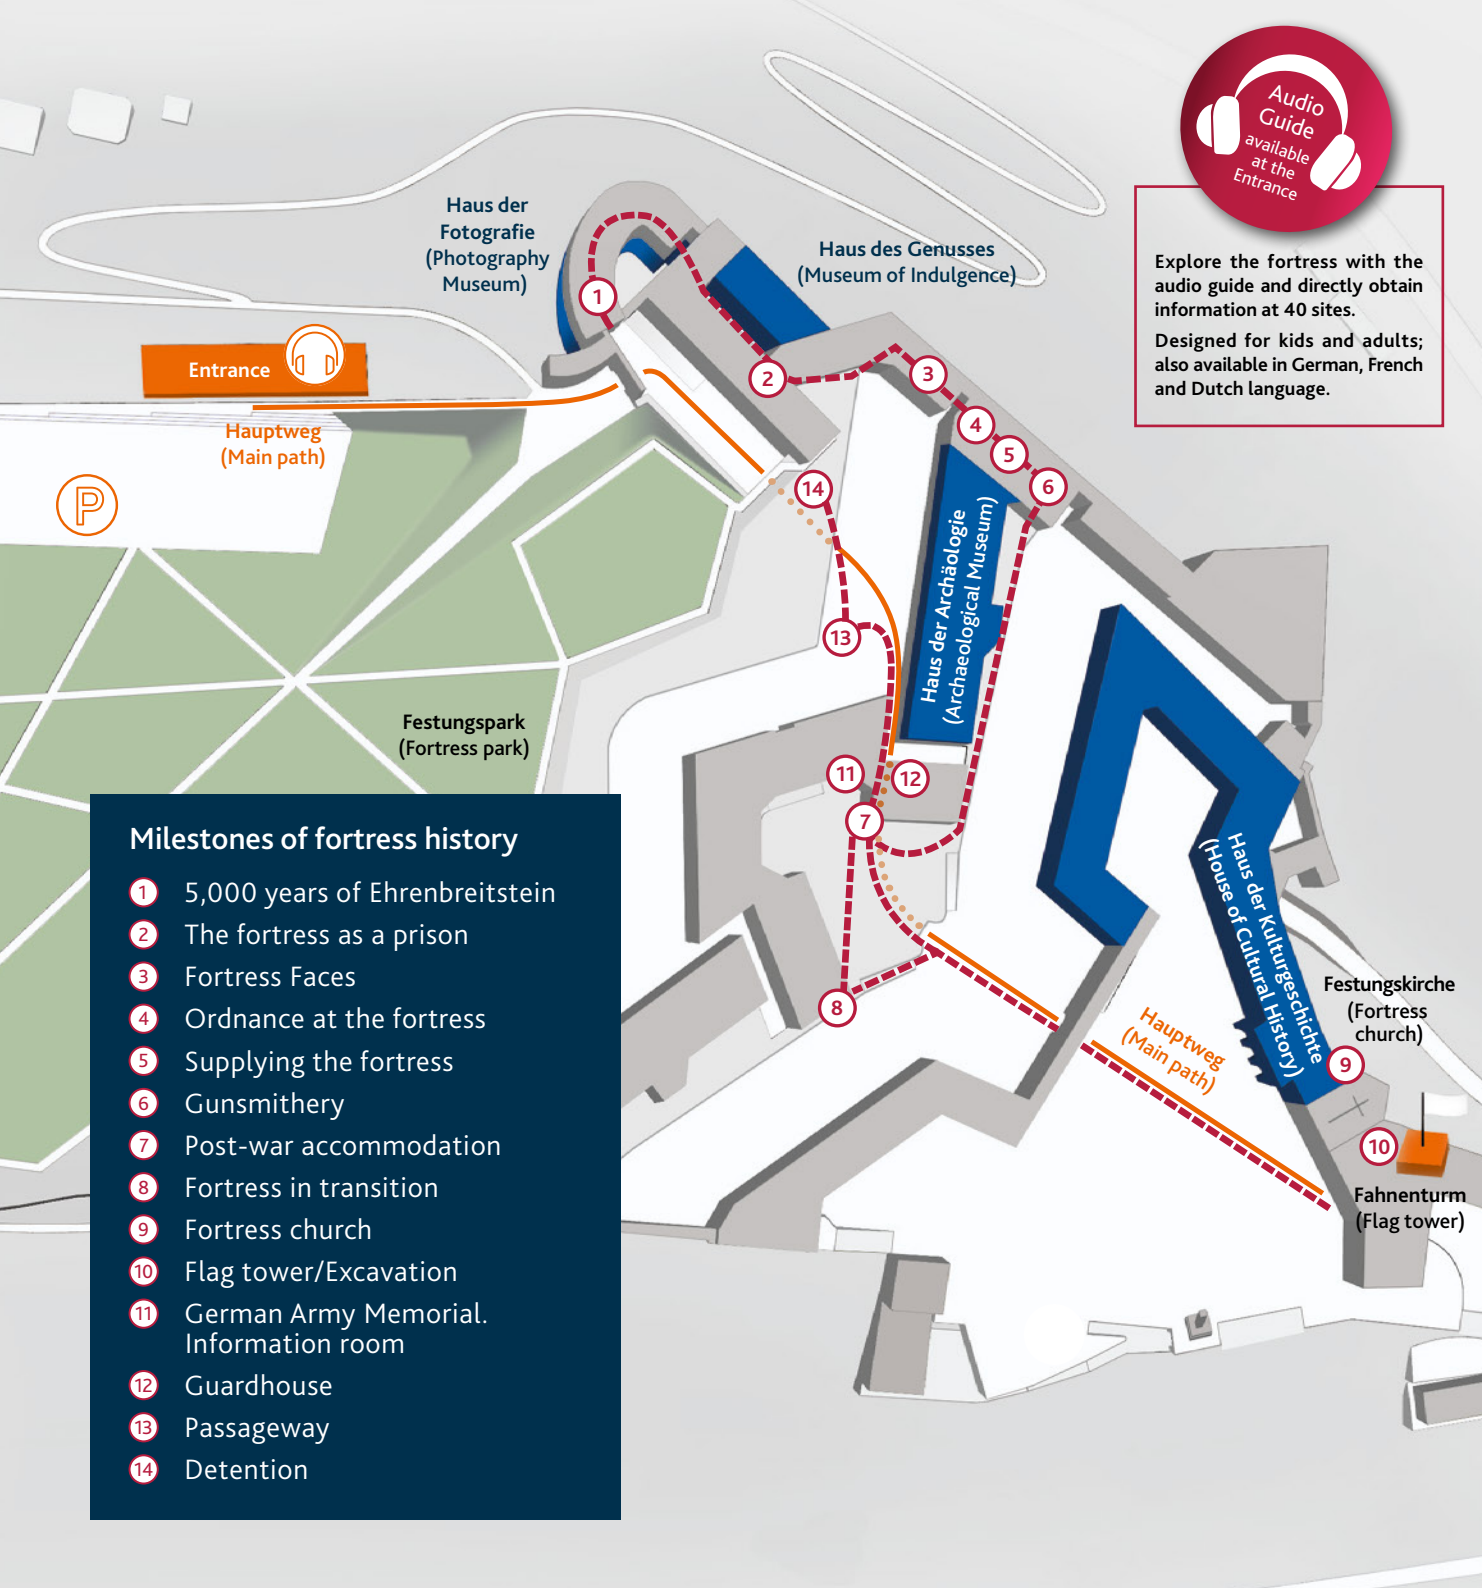 Audio
Guide
available
at the
Entrance
Explore the fortress with the
audio guide and directly obtain
information at 40 sites.
Designed for kids and adults;
also available in German, French
and Dutch language.
Haus der
Fotografie
(Photography
Museum)
Haus des Genusses
(Museum of Indulgence)
1
Entrance
2
3
Hauptweg
(Main path)
4
5
6
P
14
Haus der Archäologie
(Archaeological Museum)
13
Festungspark
(Fortress park)
11
12
7
Haus der Kulturgeschichte
(House of Cultural History)
Festungskirche
(Fortress
church)
8
Hauptweg
(Main path)
9
10
Fahnenturm
(Flag tower)
Milestones of fortress history
1 5,000 years of Ehrenbreitstein
2 The fortress as a prison
3 Fortress Faces
4 Ordnance at the fortress
5 Supplying the fortress
6 Gunsmithery
7 Post-war accommodation
8 Fortress in transition
9 Fortress church
10 Flag tower/Excavation
11 German Army Memorial.
Information room
12 Guardhouse
13 Passageway
14 Detention